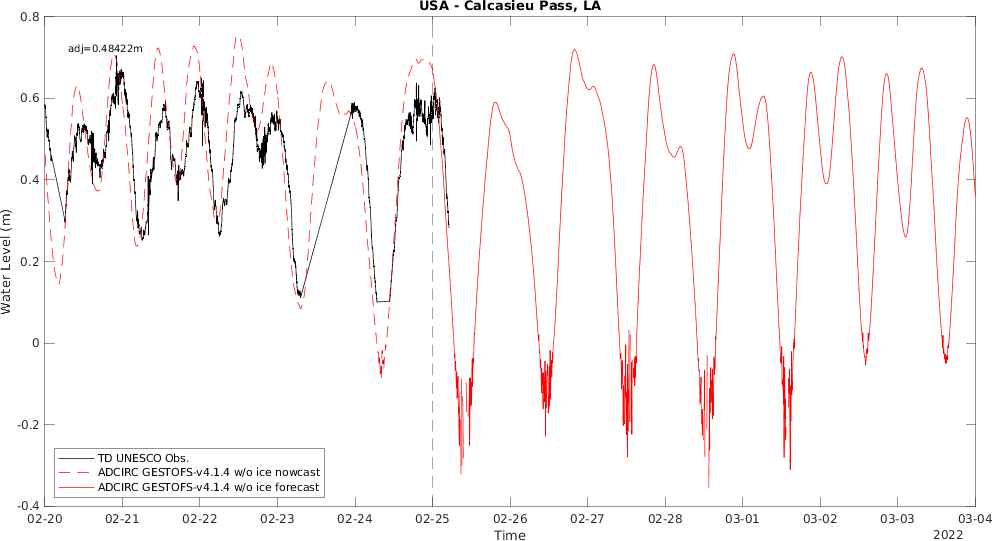 USA - Calcasieu Pass, LA
adj=0.48422m
0.8
0.6
0.4
0.2
0
-0.2
-0.4
Water Level (m)
TD UNESCO Obs.
ADCIRC GESTOFS-v4.1.4 w/o ice nowcast
ADCIRC GESTOFS-v4.1.4 w/o ice forecast
02-20 02-21 02-22 02-23 02-24 02-25 02-26 02-27 02-28 03-01 03-02 03-03 03-04
Time
2022